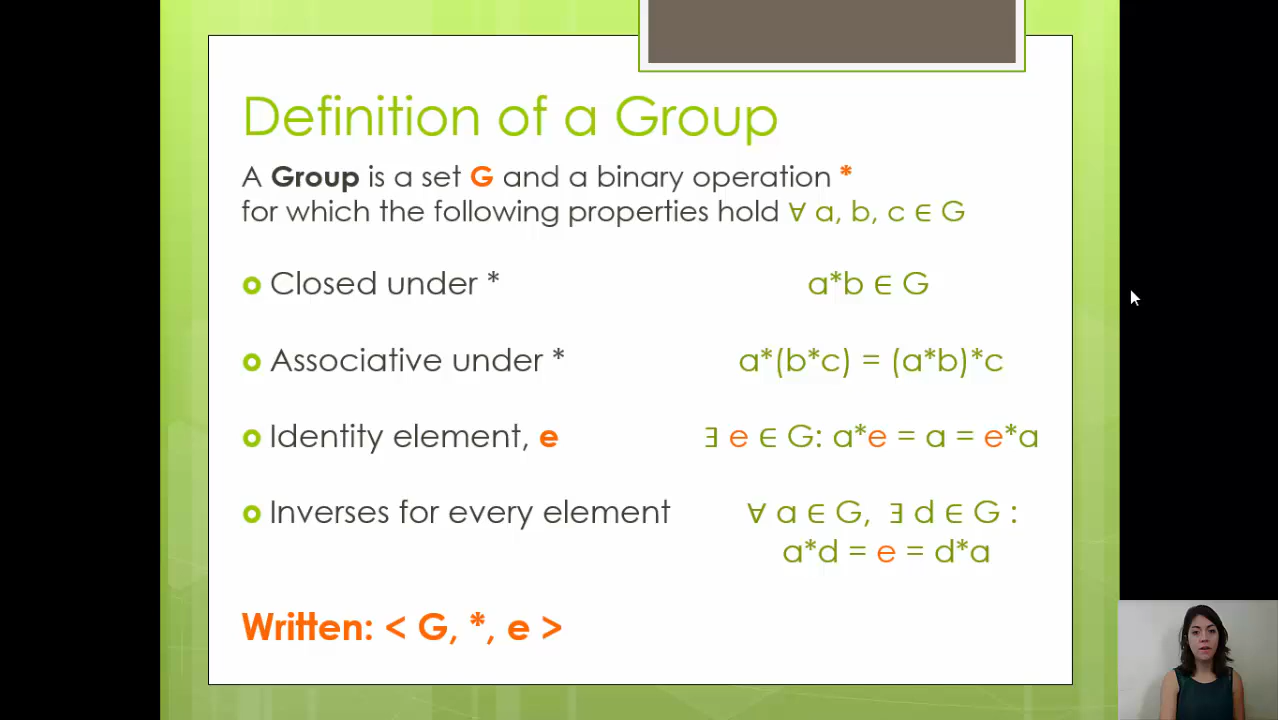 Definition of a Group
A Group is a set G and a binary operation *
for which the following properties hold ∀ a, b, c ∈ G
Closed under * a*b ∈ G
Associative under * a*(b*c) = (a*b)*c
Identity element, e ∃ e ∈ G: a*e = a = e*a
Inverses for every element ∀ a ∈ G, ∃ d ∈ G :
a*d = e = d*a
Written: < G, *, e >